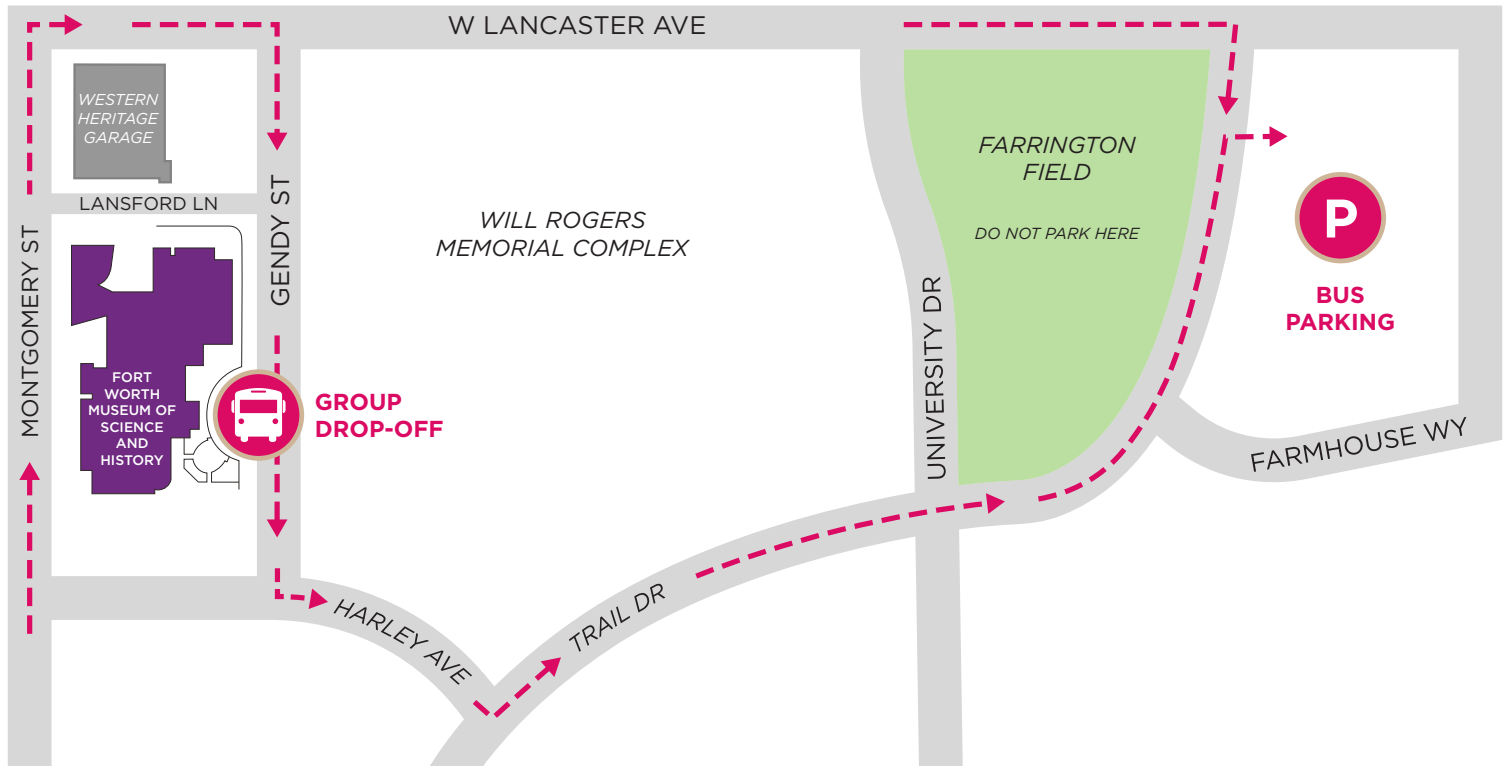 W LANCASTER AVE
WESTERN
HERITAGE
GARAGE
LANSFORD LN
MONTGOMERY ST
GENDY ST
FORT
WORTH
MUSEUM OF
SCIENCE
AND
HISTORY
GROUP
DROP-OFF
WILL ROGERS
MEMORIAL COMPLEX
HARLEY AVE
TRAIL DR
UNIVERSITY DR
FARRINGTON
FIELD
DO NOT PARK HERE
P
BUS
PARKING
FARMHOUSE WY